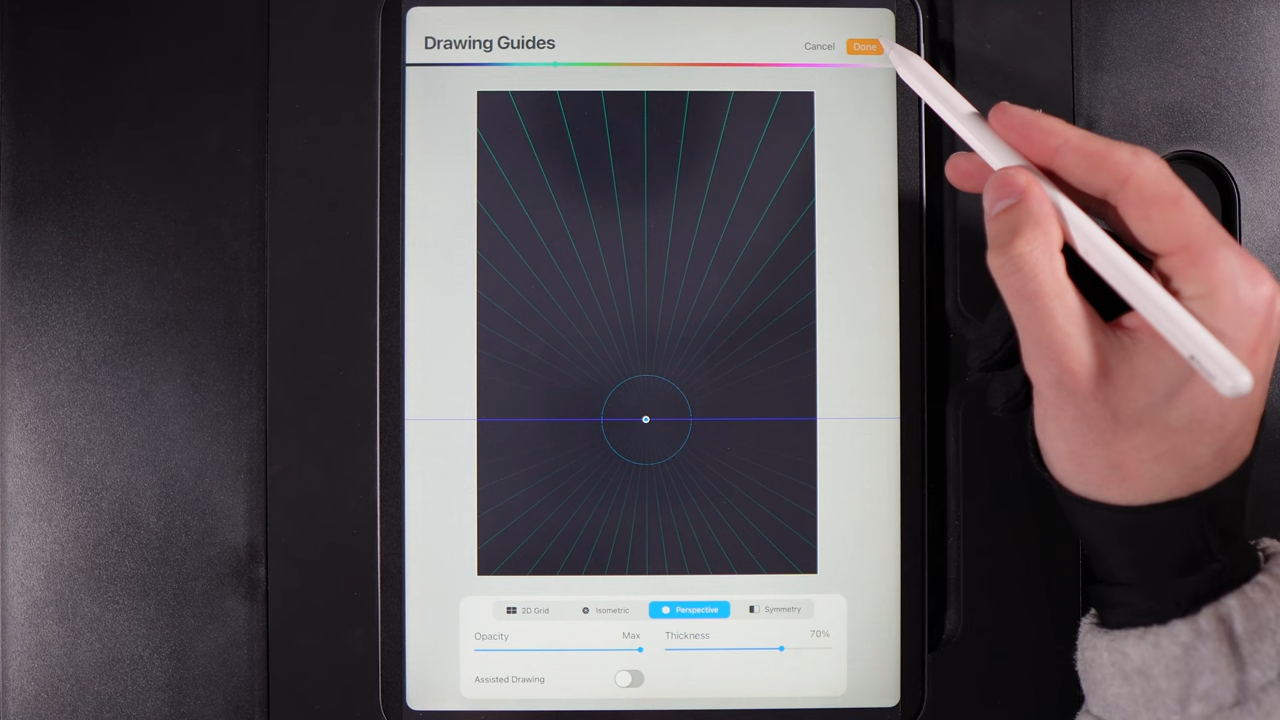 Drawing Guides
Cancel Done
2D Grid Isometric Perspective Symmetry
Opacity Max Thickness 70%
Assisted Drawing